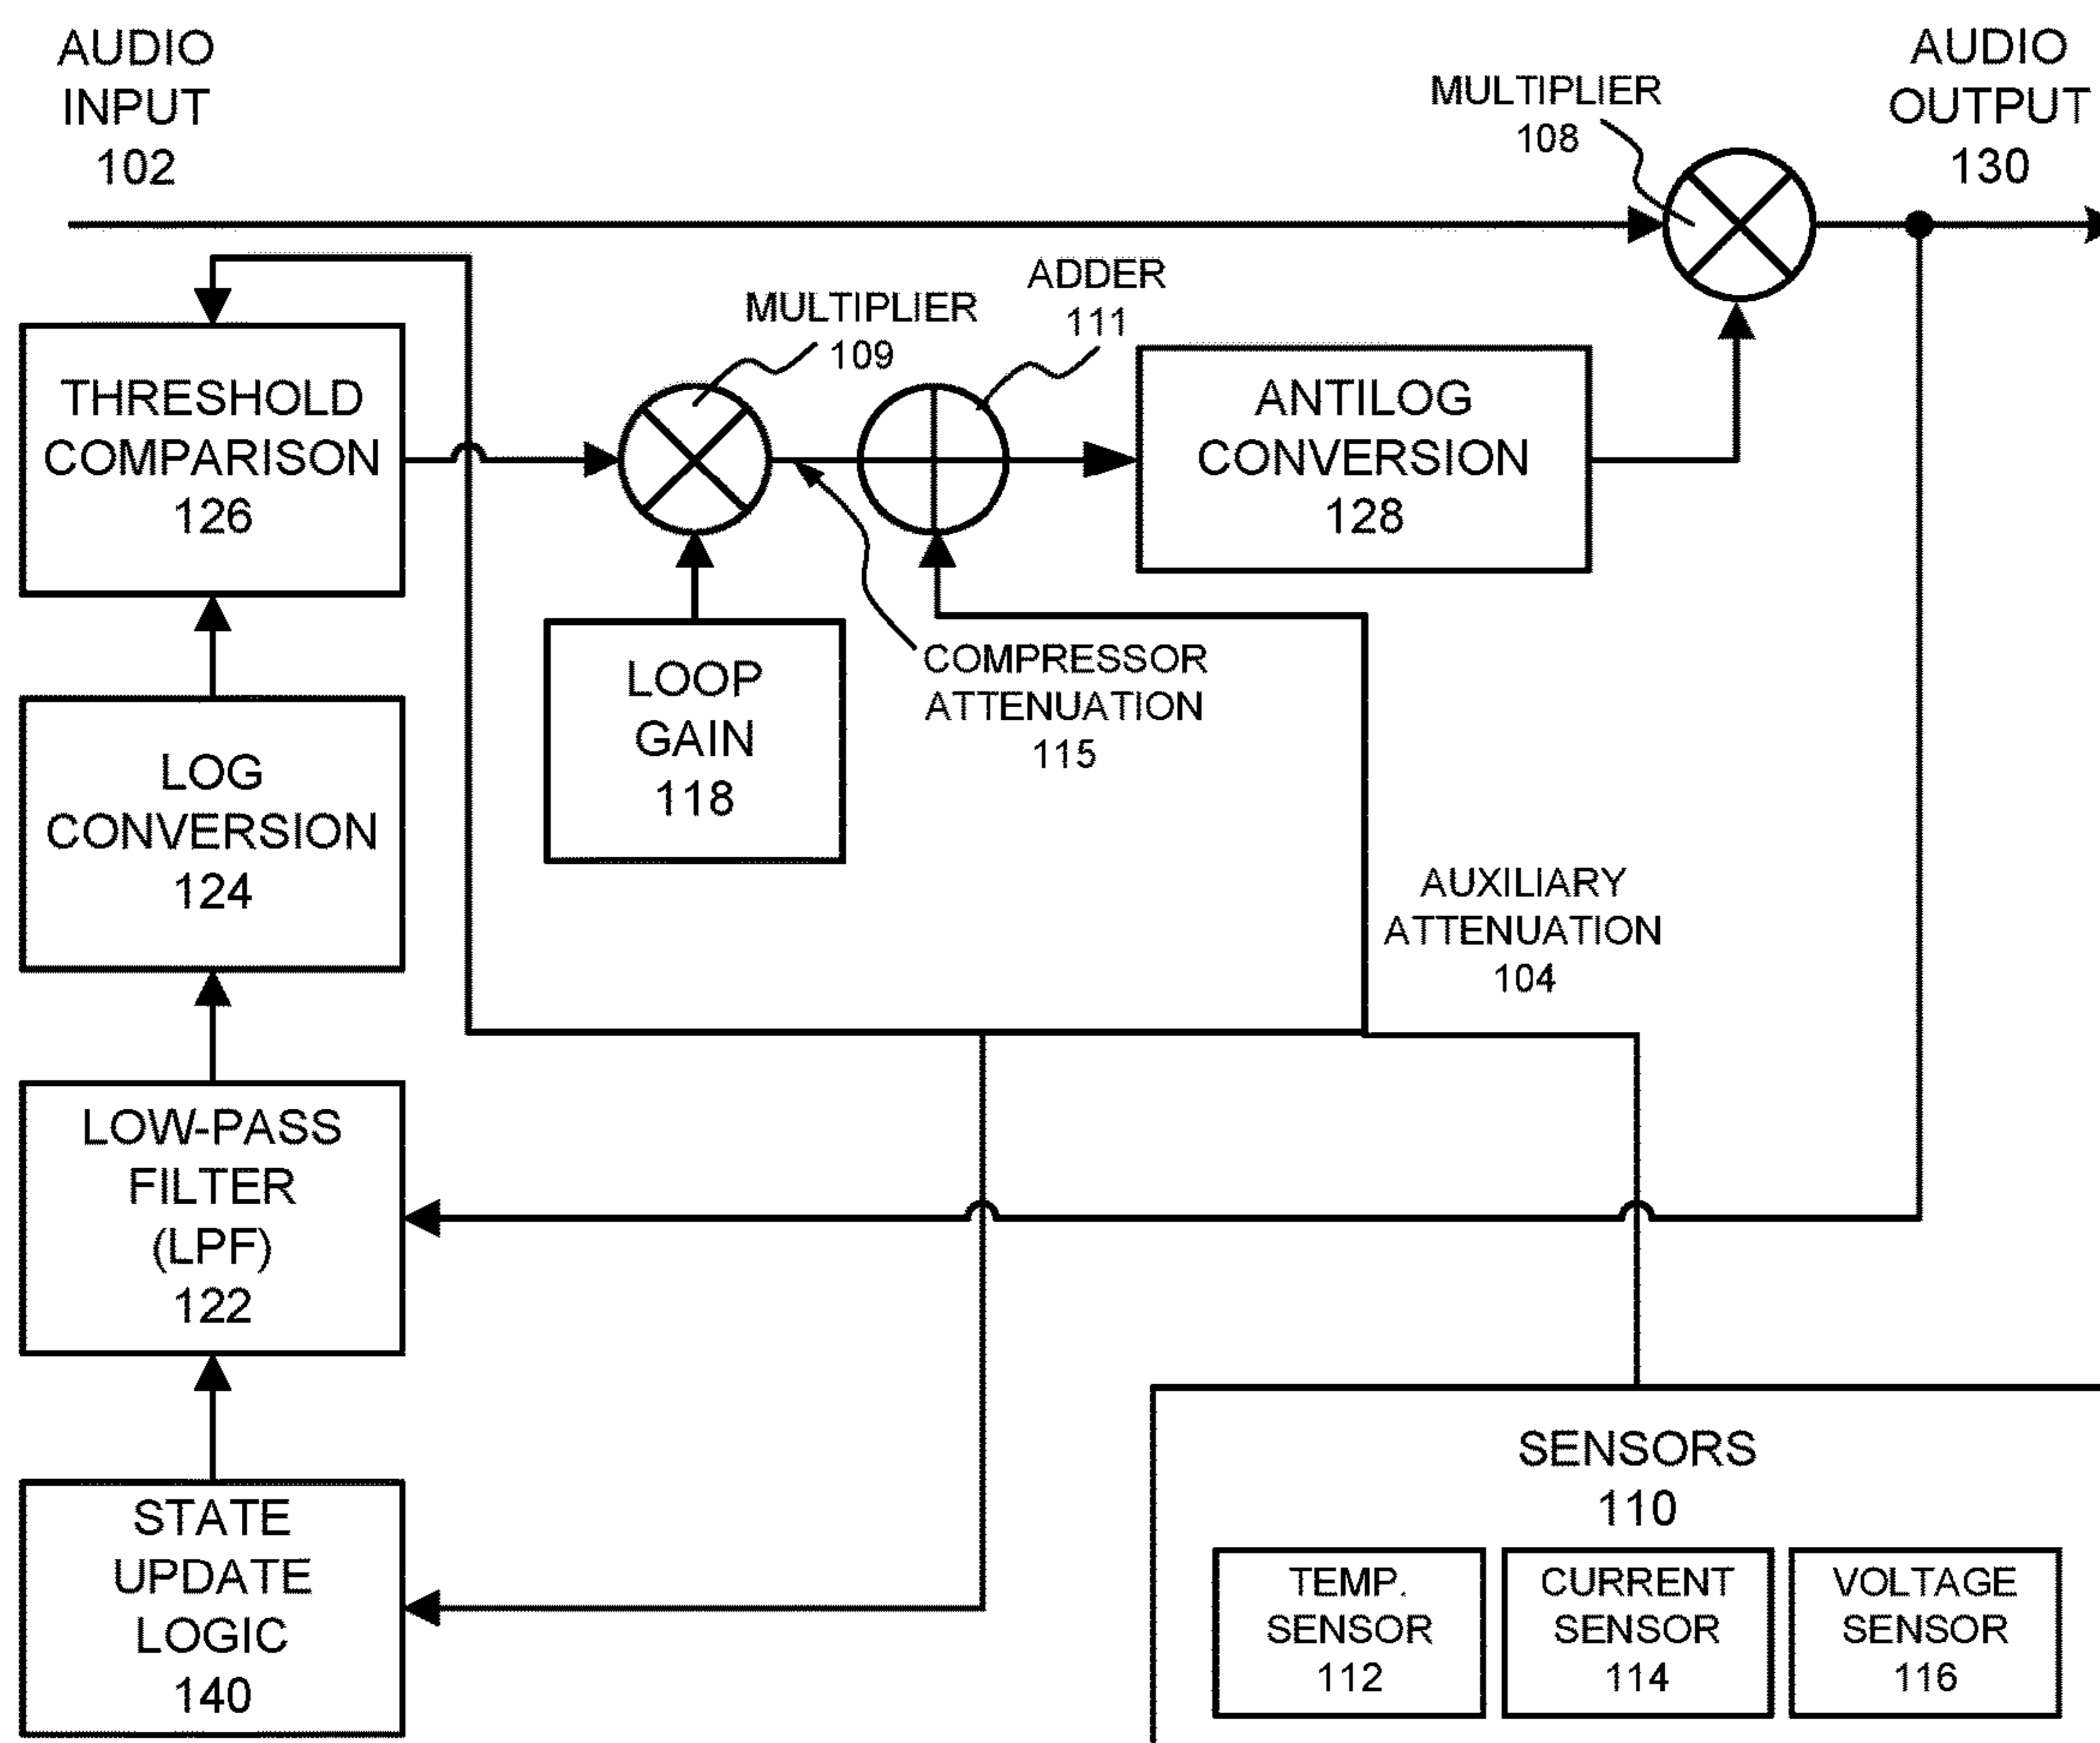 AUDIO
INPUT
102
MULTIPLIER
108
AUDIO
OUTPUT
130
MULTIPLIER
109
ADDER
111
THRESHOLD
COMPARISON
126
ANTILOG
CONVERSION
128
LOOP
GAIN
118
COMPRESSOR
ATTENUATION
115
LOG
CONVERSION
124
AUXILIARY
ATTENUATION
104
LOW-PASS
FILTER
(LPF)
122
STATE
UPDATE
LOGIC
140
SENSORS
110
TEMP.
SENSOR
112
CURRENT
SENSOR
114
VOLTAGE
SENSOR
116